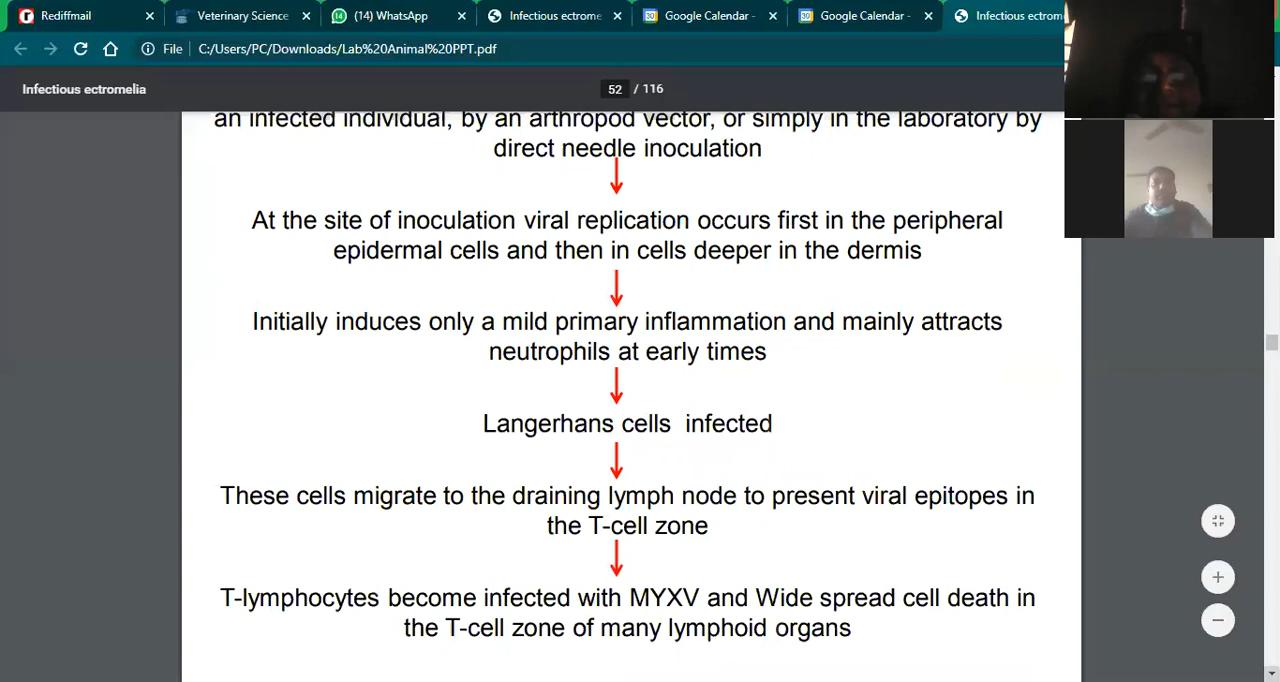 Rediffmail
Veterinary Science
14
(14) WhatsApp
Infectious ectrome
Google Calendar -
Google Calendar -
Infectious ectrom
File
C:/Users/PC/Downloads/Lab%20Animal%20PPT.pdf
Infectious ectromelia
52 / 116
an infected individual, by an arthropod vector, or simply in the laboratory by
direct needle inoculation
At the site of inoculation viral replication occurs first in the peripheral
epidermal cells and then in cells deeper in the dermis
Initially induces only a mild primary inflammation and mainly attracts
neutrophils at early times
Langerhans cells infected
These cells migrate to the draining lymph node to present viral epitopes in
the T-cell zone
T-lymphocytes become infected with MYXV and Wide spread cell death in
the T-cell zone of many lymphoid organs